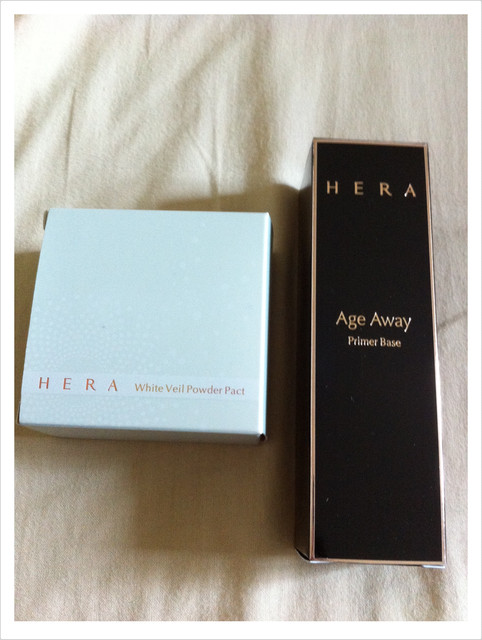 HERA White Veil Powder Pact
HERA
Age Away
Primer Base